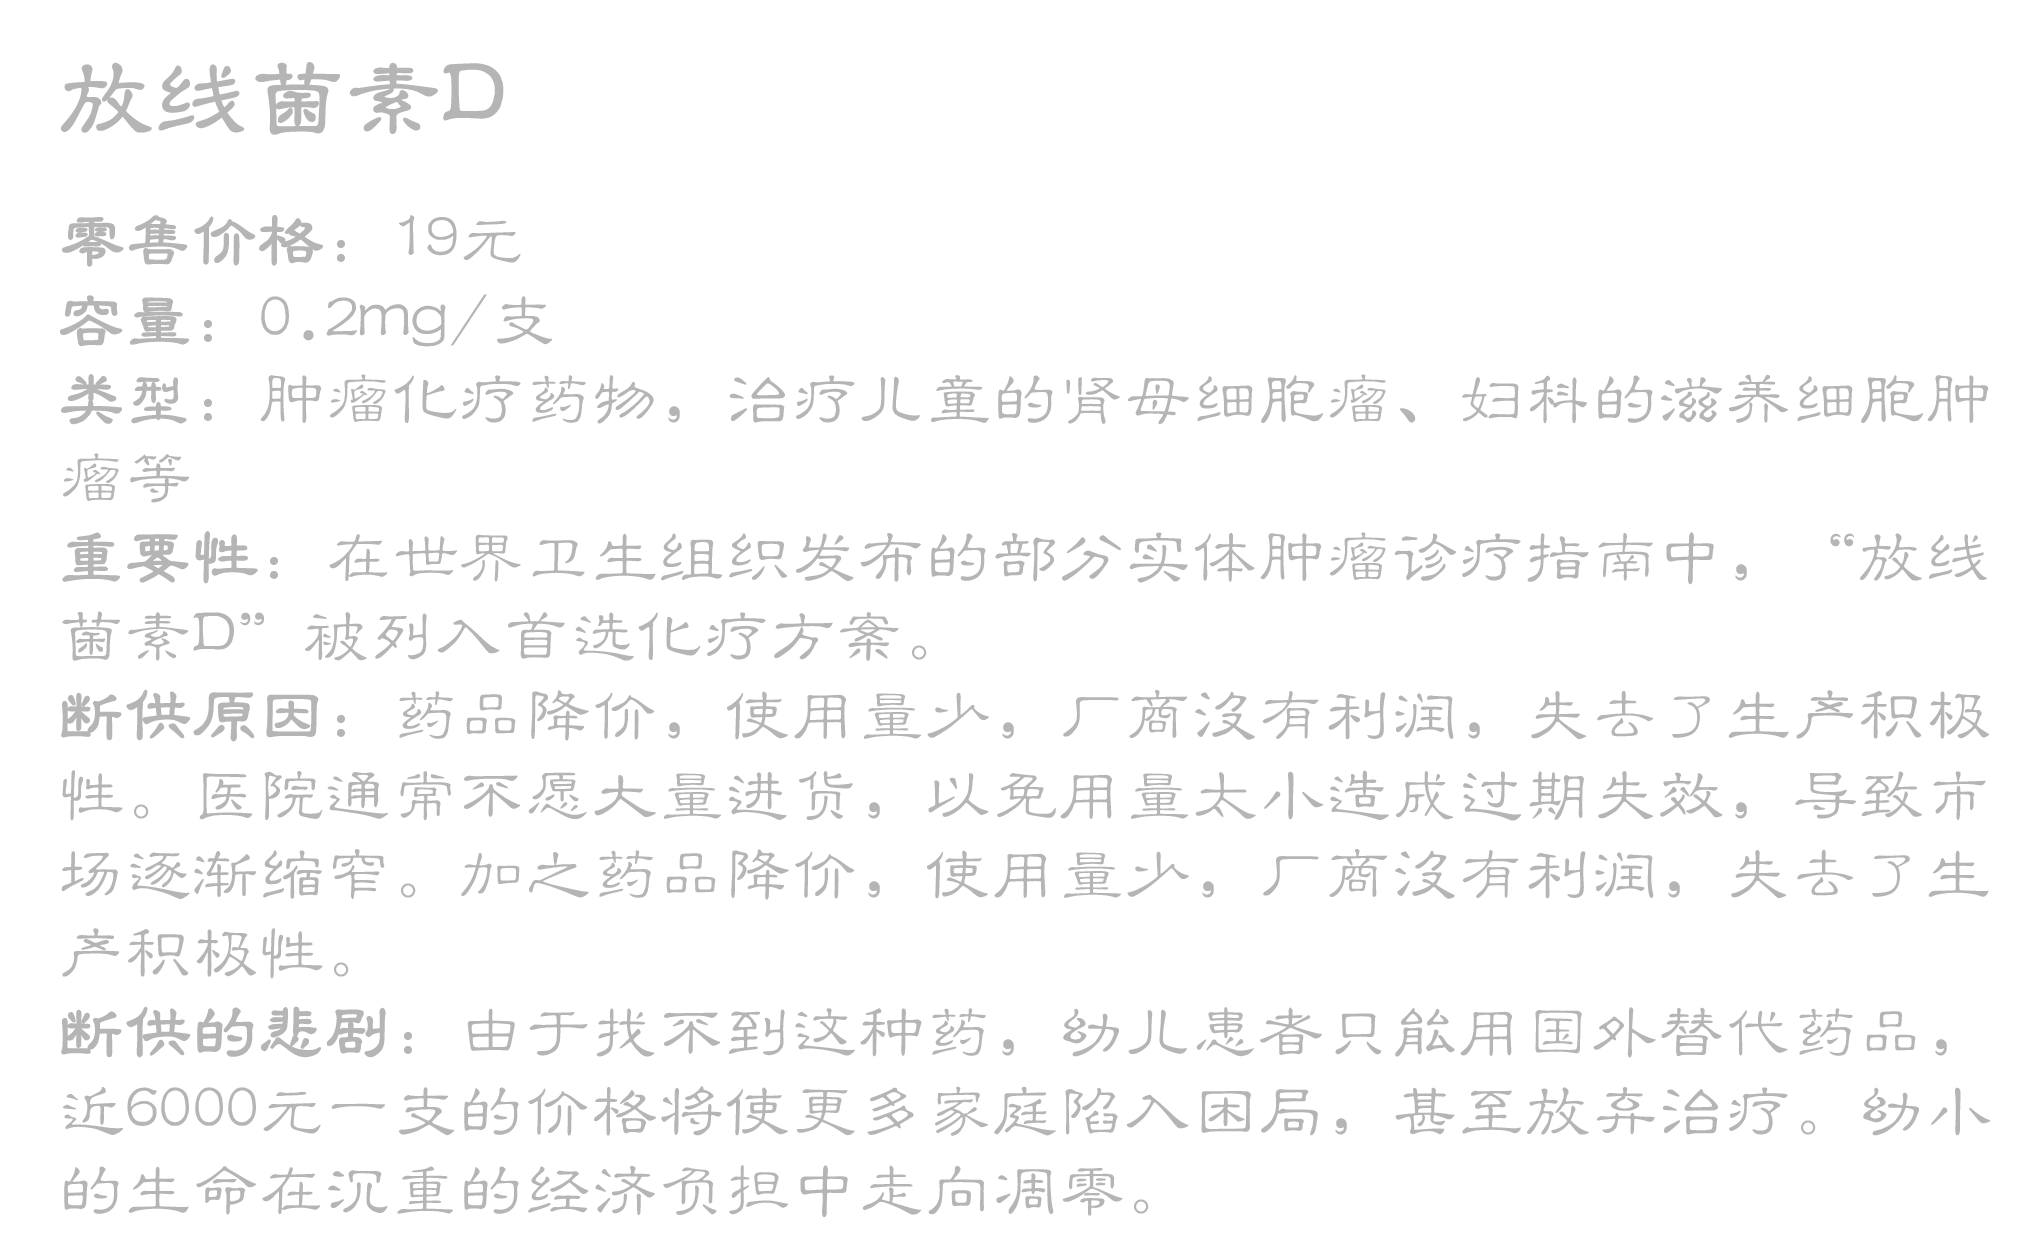 放线菌素D
零售价格：19元
容量：0.2mg/支
类型：肿瘤化疗药物，治疗儿童的肾母细胞瘤、妇科的滋养细胞肿
瘤等
重要性：在世界卫生组织发布的部分实体肿瘤诊疗指南中，“放线
菌素D”被列入首选化疗方案。
断供原因：药品降价，使用量少，厂商没有利润，失去了生产积极
性。医院通常不愿大量进货，以免用量太小造成过期失效，导致市
场逐渐缩窄。加之药品降价，使用量少，厂商没有利润，失去了生
产积极性。
断供的悲剧：由于找不到这种药，幼儿患者只能用国外替代药品，
近6000元一支的价格将使更多家庭陷入困局，甚至放弃治疗。幼小
的生命在沉重的经济负担中走向凋零。